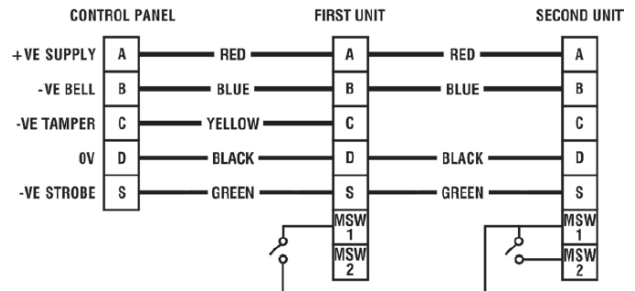 CONTROL PANEL FIRST UNIT SECOND UNIT
+VE SUPPLY A RED A RED A
-VE BELL B BLUE B BLUE B
-VE TAMPER C YELLOW C C
0V D BLACK D BLACK D
-VE STROBE S GREEN S GREEN S
MSW 1 MSW 1
MSW 2 MSW 2